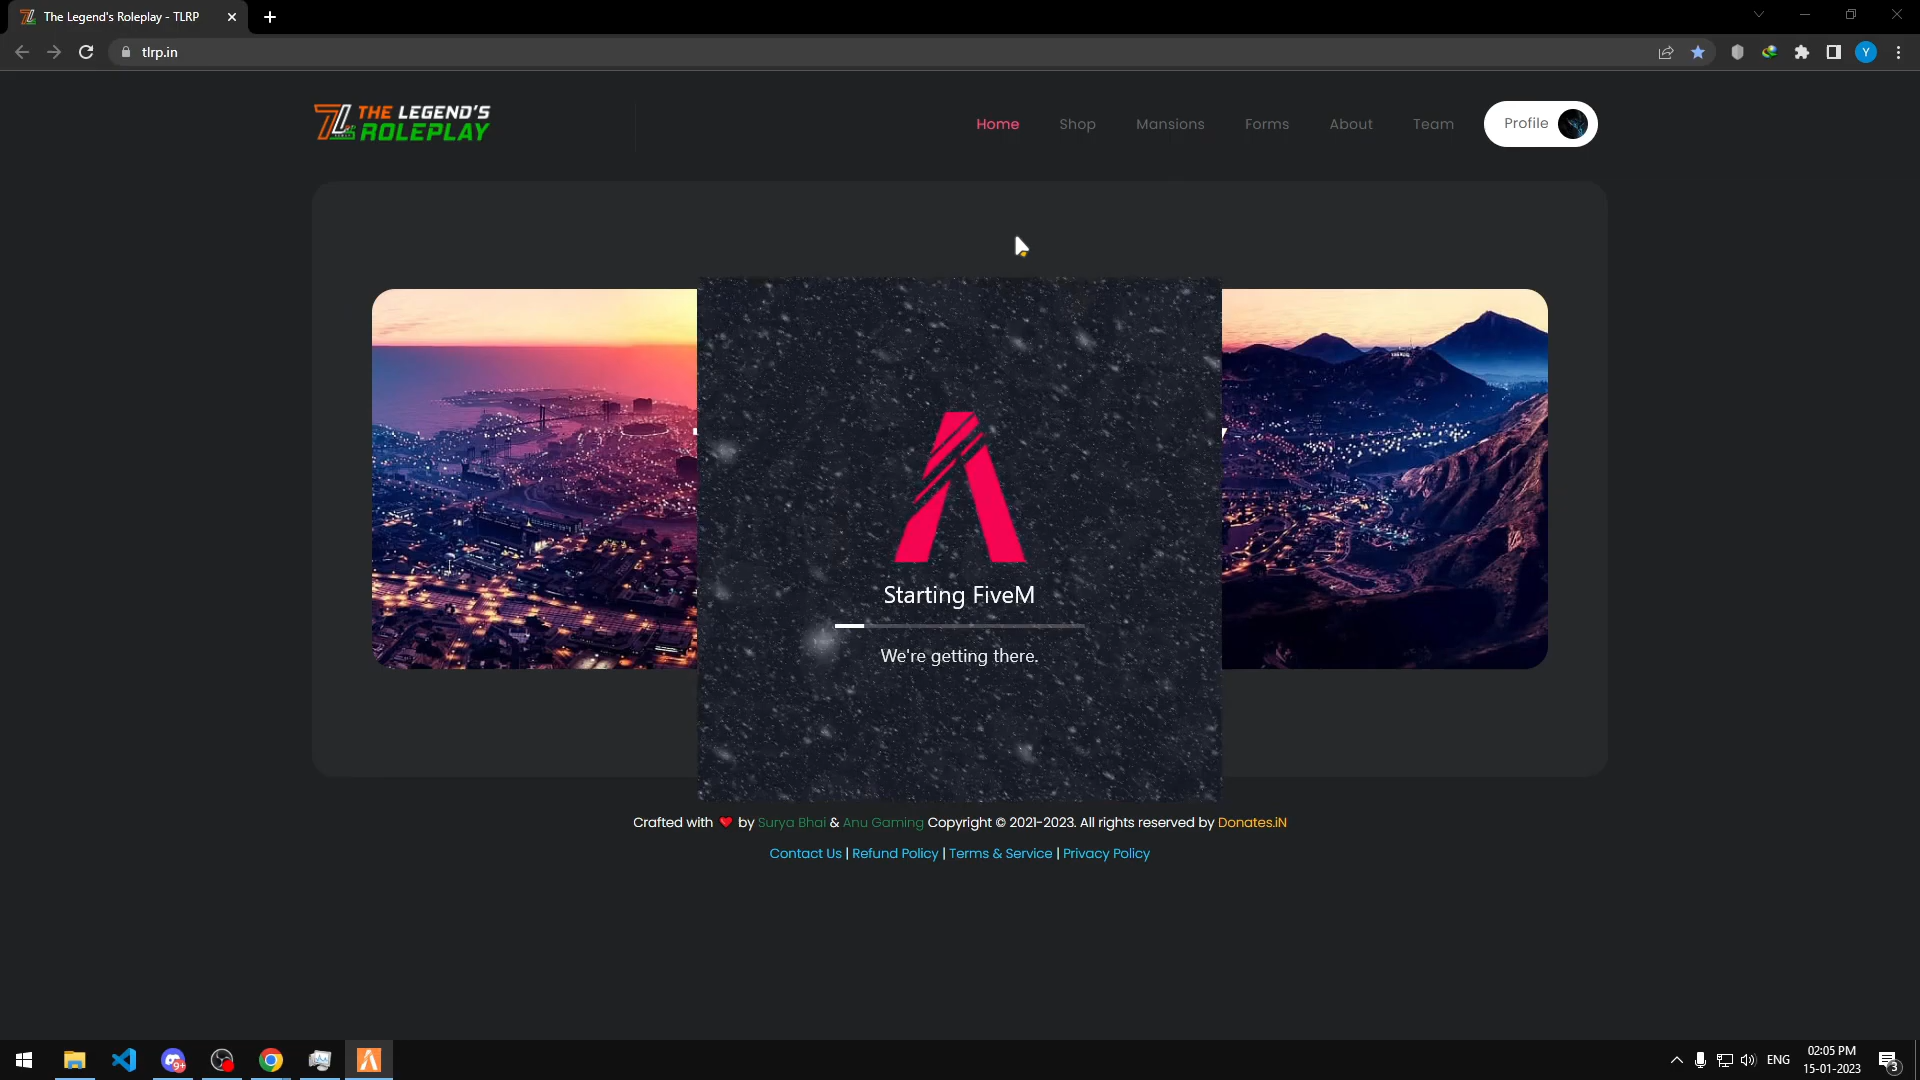 The Legend's Roleplay - TLRP
tlrp.in
Y
THE LEGEND'S
ROLEPLAY
Home
Shop
Mansions
Forms
About
Team
Profile
Starting FiveM
We're getting there.
Crafted with ❤ by Surya Bhai & Anu Gaming Copyright © 2021-2023. All rights reserved by Donates.iN
Contact Us | Refund Policy | Terms & Service | Privacy Policy
9+
ENG
02:05 PM
15-01-2023
3